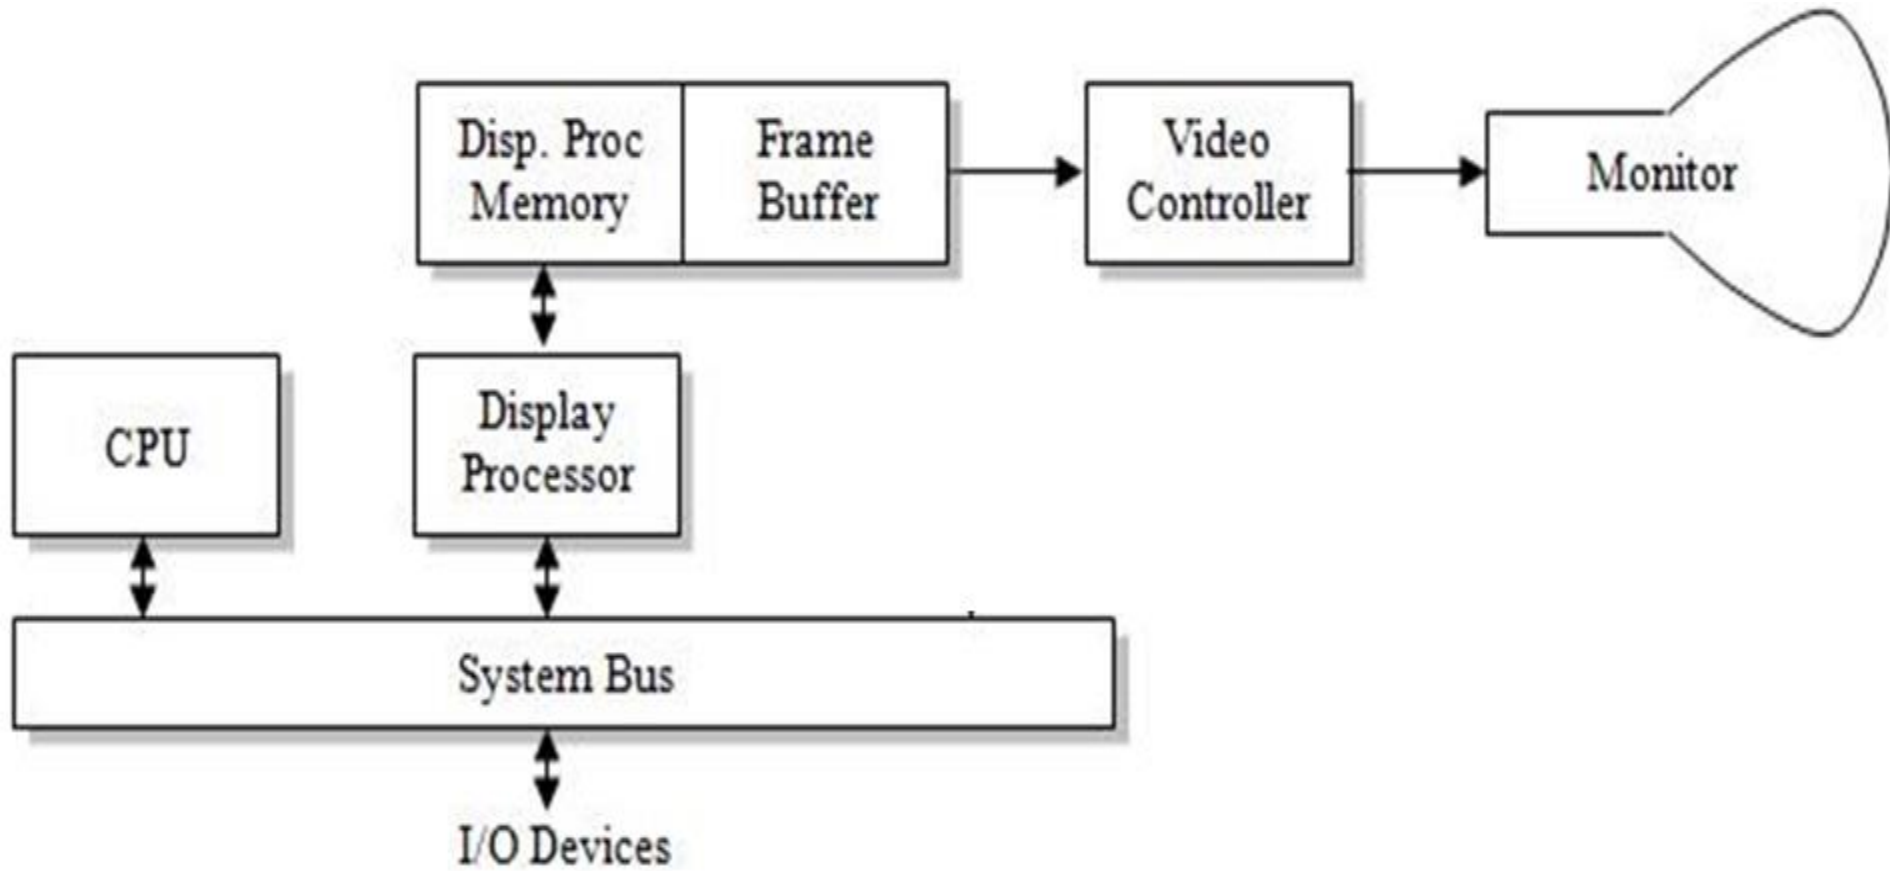 Disp. Proc
Memory
Frame
Buffer
Video
Controller
Monitor
CPU
Display
Processor
System Bus
I/O Devices